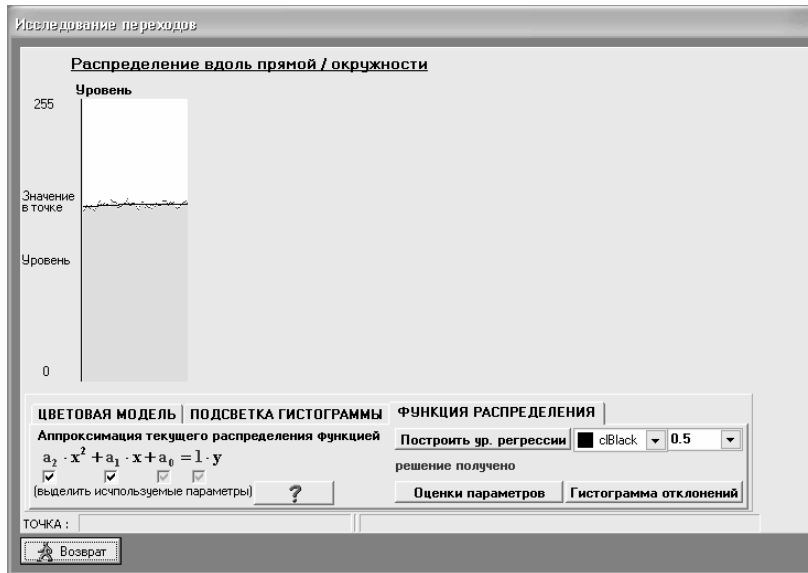 Исследование переходов
Распределение вдоль прямой / окружности
Уровень
255
Значение
в точке
Уровень
0
ЦВЕТОВАЯ МОДЕЛЬ ПОДСВЕТКА ГИСТОГРАММЫ ФУНКЦИЯ РАСПРЕДЕЛЕНИЯ
Аппроксимация текущего распределения функцией
a₂ · x² + a₁ · x + a₀ = 1 · y
(выделить исчпользуемые параметры) ?
Построить ур. регрессии clBlack 0.5
решение получено
Оценки параметров Гистограмма отклонений
ТОЧКА :
Возврат